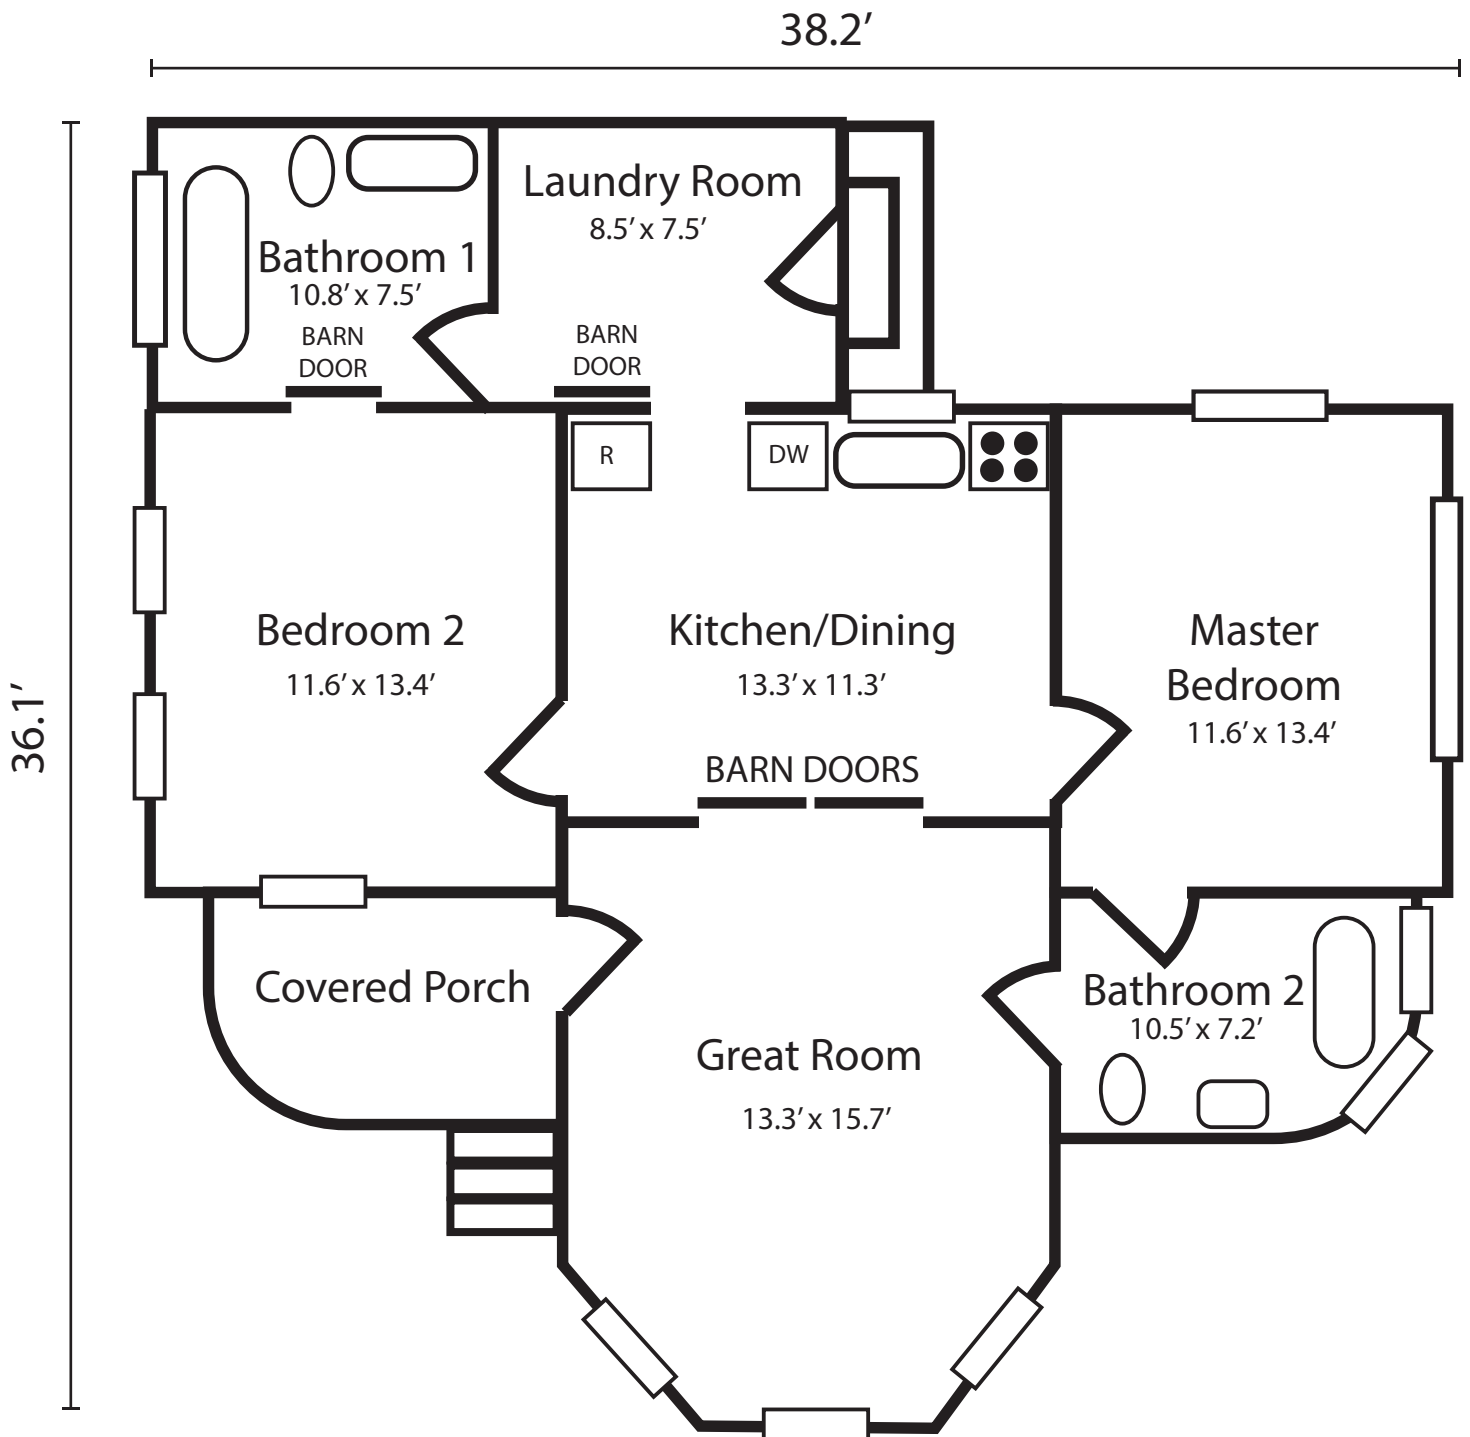 38.2’
36.1’
Laundry Room
8.5’ x 7.5’
Bathroom 1
10.8’ x 7.5’
BARN
DOOR
BARN
DOOR
R
DW
Bedroom 2
11.6’ x 13.4’
Kitchen/Dining
13.3’ x 11.3’
Master
Bedroom
11.6’ x 13.4’
BARN DOORS
Covered Porch
Great Room
13.3’ x 15.7’
Bathroom 2
10.5’ x 7.2’